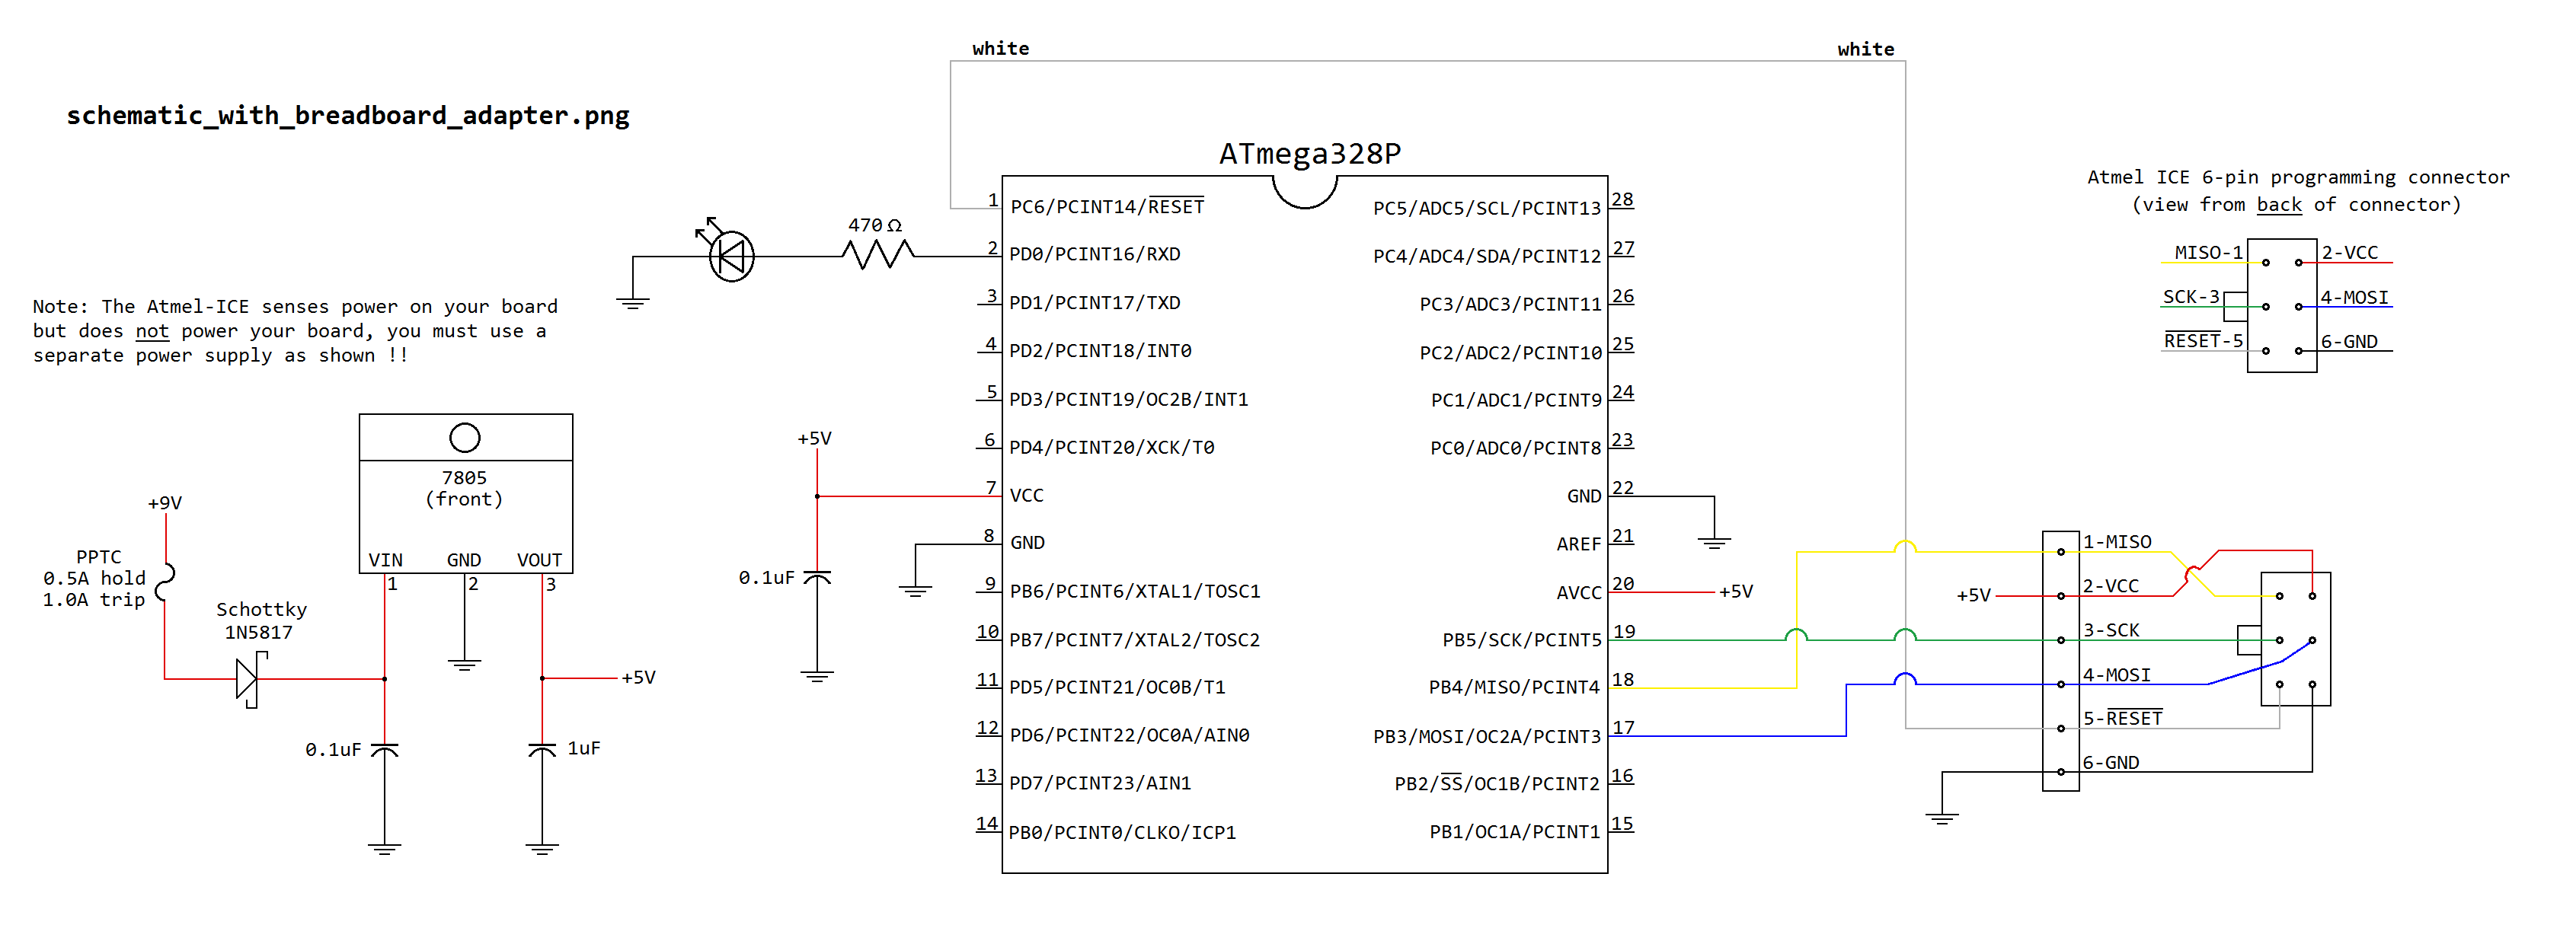 white
white
schematic_with_breadboard_adapter.png
ATmega328P
Atmel ICE 6-pin programming connector
(view from back of connector)
MISO-1
2-VCC
SCK-3
4-MOSI
RESET-5
6-GND
470 Ω
Note: The Atmel-ICE senses power on your board
but does not power your board, you must use a
separate power supply as shown !!
7805
(front)
VIN
GND
VOUT
1
2
3
+9V
PPTC
0.5A hold
1.0A trip
Schottky
1N5817
+5V
0.1uF
1uF
+5V
0.1uF
1
PC6/PCINT14/RESET
2
PD0/PCINT16/RXD
3
PD1/PCINT17/TXD
4
PD2/PCINT18/INT0
5
PD3/PCINT19/OC2B/INT1
6
PD4/PCINT20/XCK/T0
7
VCC
8
GND
9
PB6/PCINT6/XTAL1/TOSC1
10
PB7/PCINT7/XTAL2/TOSC2
11
PD5/PCINT21/OC0B/T1
12
PD6/PCINT22/OC0A/AIN0
13
PD7/PCINT23/AIN1
14
PB0/PCINT0/CLKO/ICP1
PC5/ADC5/SCL/PCINT13
28
PC4/ADC4/SDA/PCINT12
27
PC3/ADC3/PCINT11
26
PC2/ADC2/PCINT10
25
PC1/ADC1/PCINT9
24
PC0/ADC0/PCINT8
23
GND
22
AREF
21
AVCC
20
+5V
PB5/SCK/PCINT5
19
PB4/MISO/PCINT4
18
PB3/MOSI/OC2A/PCINT3
17
PB2/SS/OC1B/PCINT2
16
PB1/OC1A/PCINT1
15
1-MISO
+5V
2-VCC
3-SCK
4-MOSI
5-RESET
6-GND